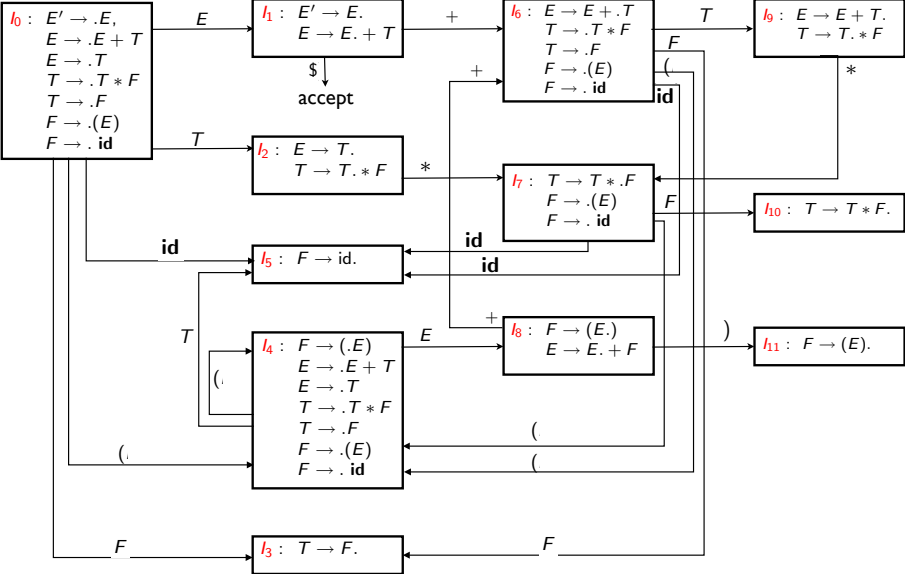 I0 : E′ → .E,
E → .E + T
E → .T
T → .T ∗ F
T → .F
F → .(E)
F → . id
E
I1 : E′ → E.
E → E. + T
$
accept
+
I6 : E → E + .T
T → .T ∗ F
T → .F
F → .(E)
F → . id
T
F
(
id
I9 : E → E + T.
T → T. ∗ F
∗
+
T
I2 : E → T.
T → T. ∗ F
∗
I7 : T → T ∗ .F
F → .(E)
F → . id
F
I10 : T → T ∗ F.
id
I5 : F → id.
id
id
T
(
I4 : F → (.E)
E → .E + T
E → .T
T → .T ∗ F
T → .F
F → .(E)
F → . id
E
+
I8 : F → (E.)
E → E. + F
)
I11 : F → (E).
(
(
(
F
I3 : T → F.
F